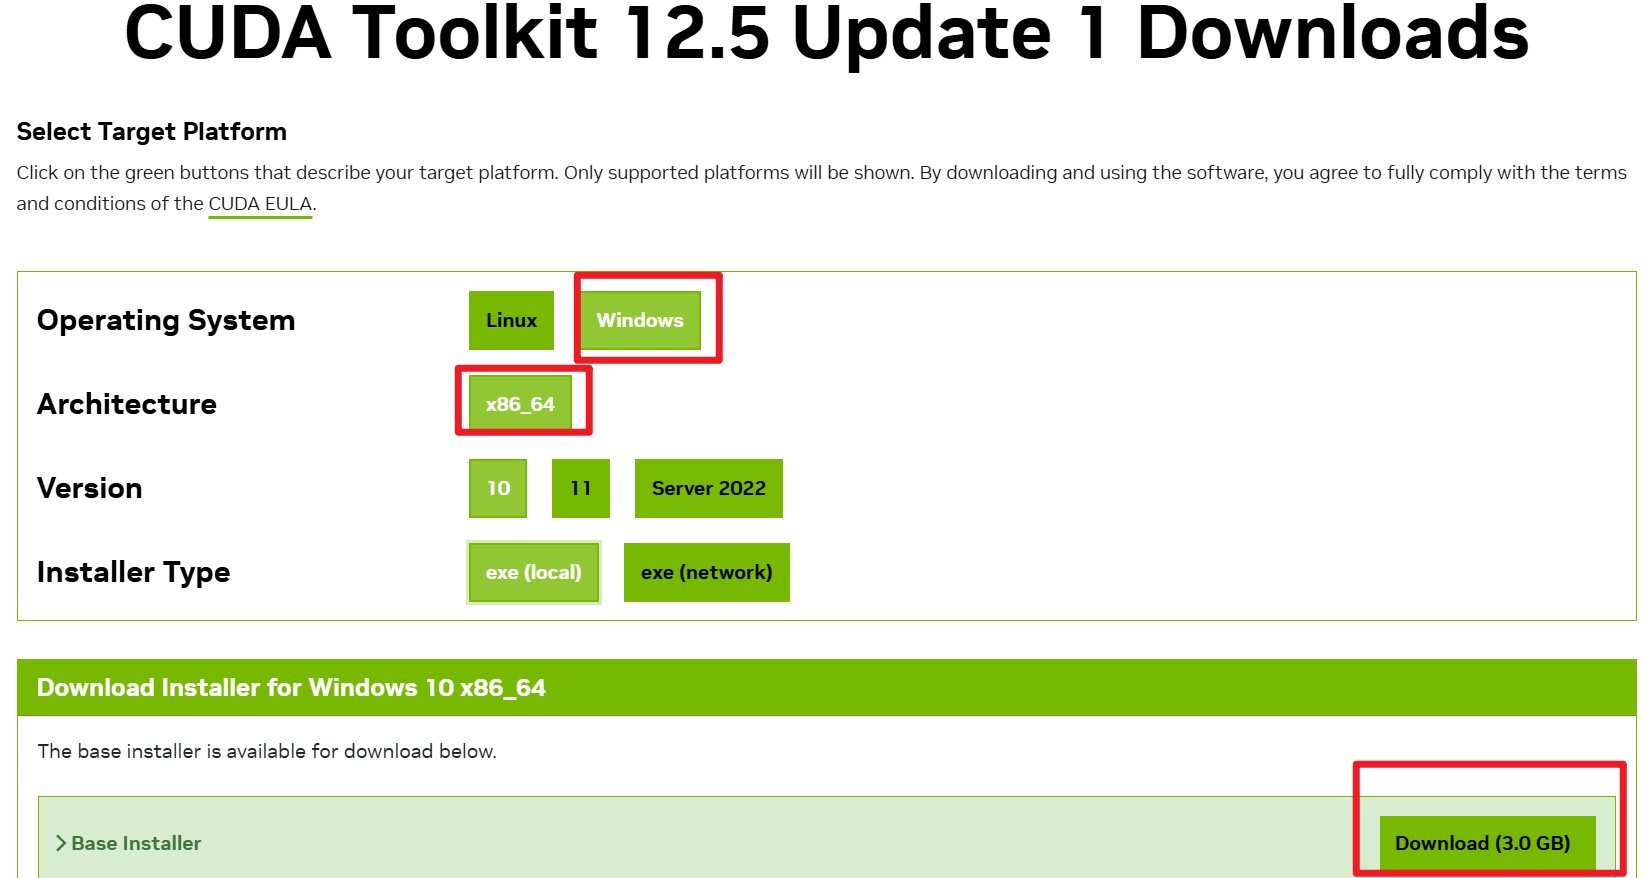 CUDA Toolkit 12.5 Update 1 Downloads
Select Target Platform
Click on the green buttons that describe your target platform. Only supported platforms will be shown. By downloading and using the software, you agree to fully comply with the terms
and conditions of the CUDA EULA.
Operating System
Linux
Windows
Architecture
x86_64
Version
10
11
Server 2022
Installer Type
exe (local)
exe (network)
Download Installer for Windows 10 x86_64
The base installer is available for download below.
Base Installer
Download (3.0 GB)